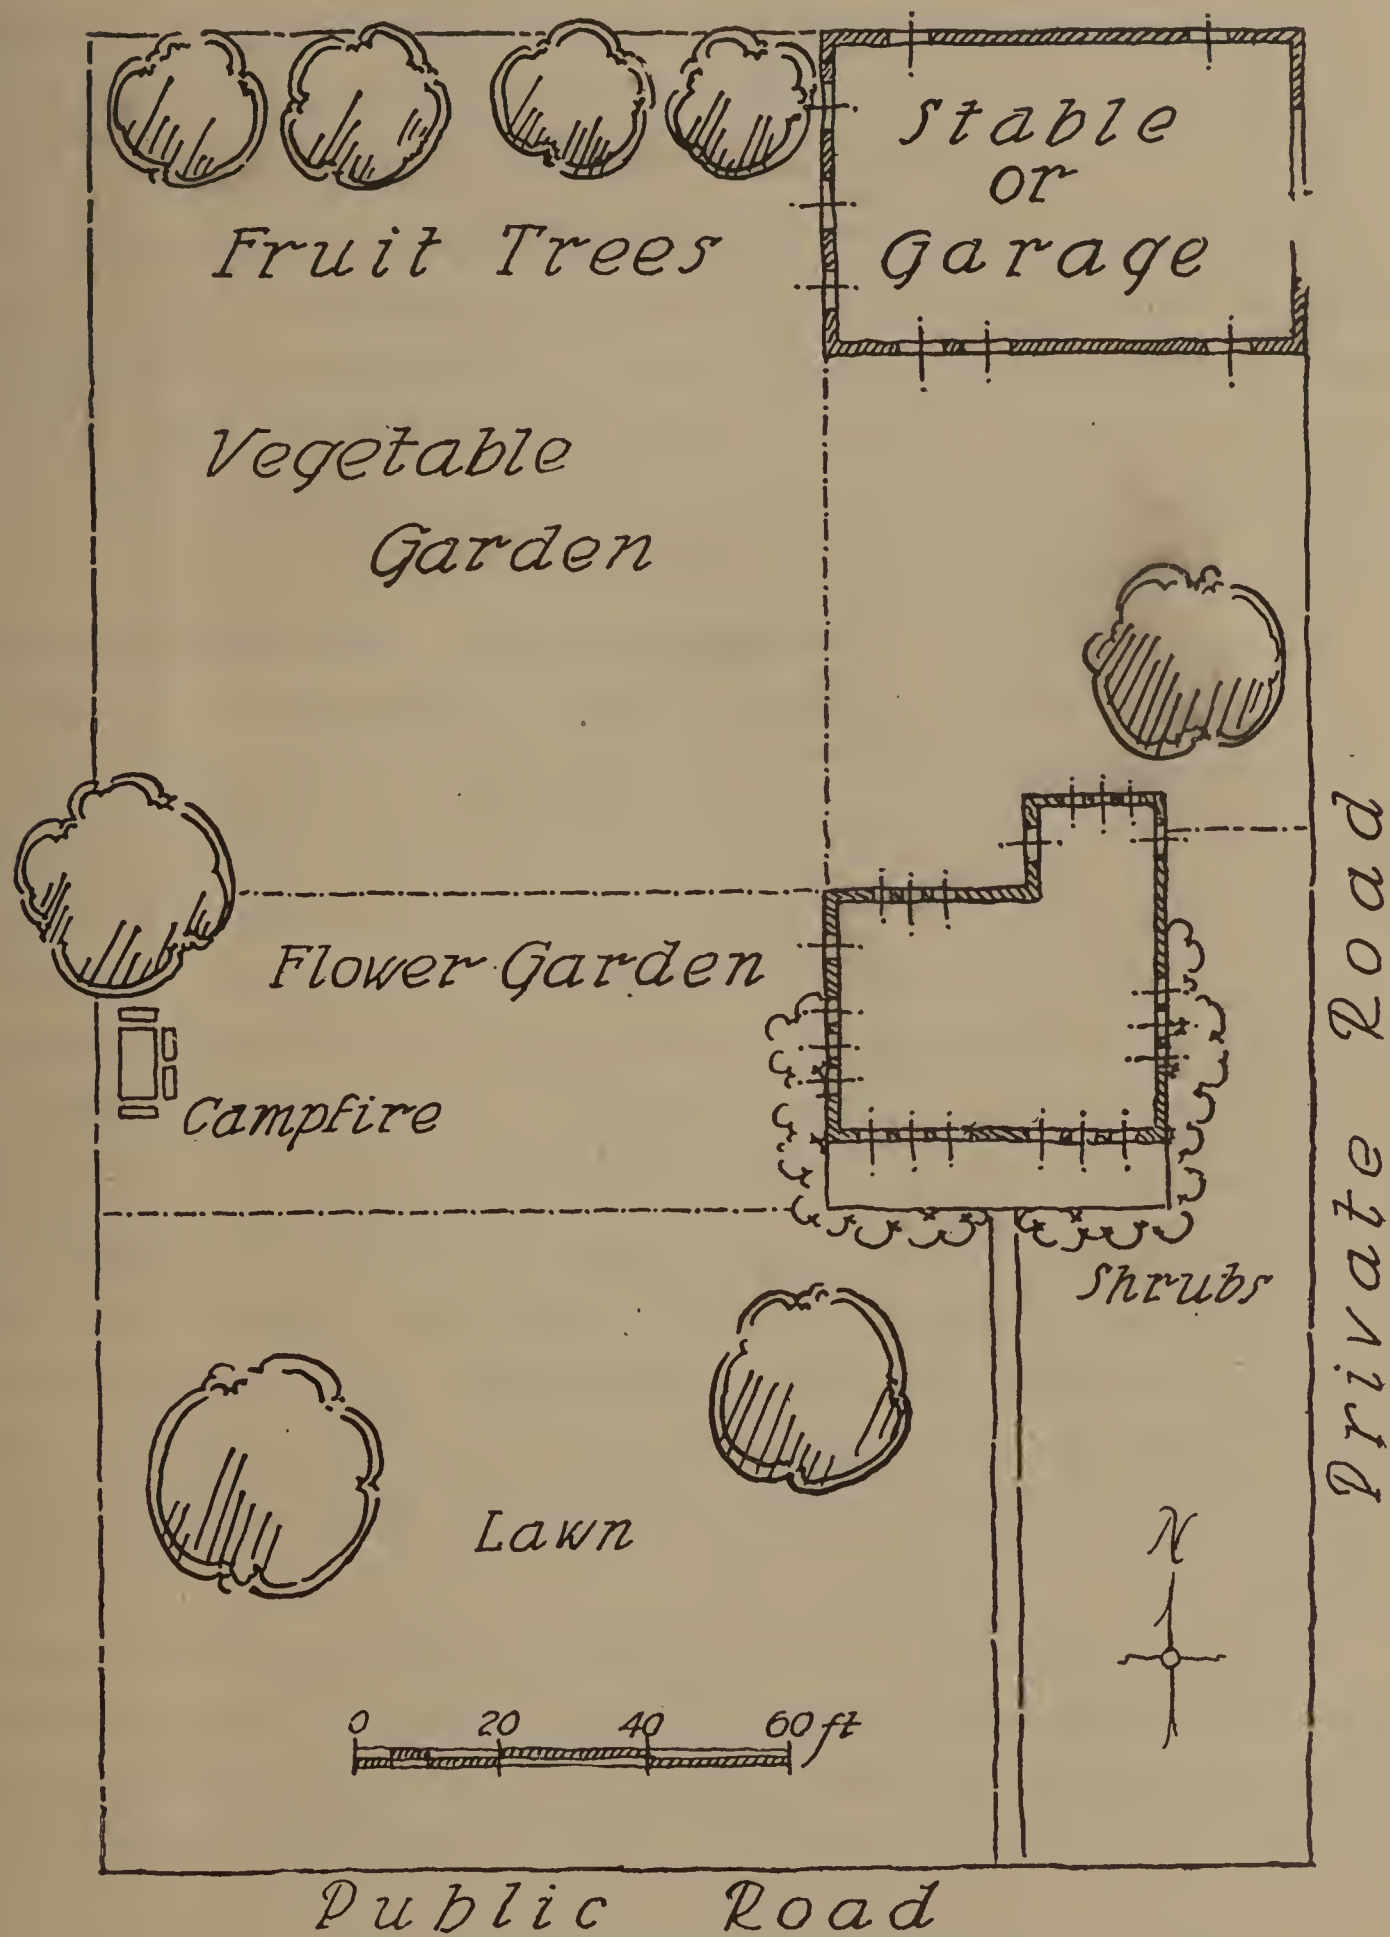 Stable
or
Garage
Fruit Trees
Vegetable
Garden
Flower Garden
Campfire
Private Road
Shrubs
Lawn
N
0 20 40 60 ft
Public Road